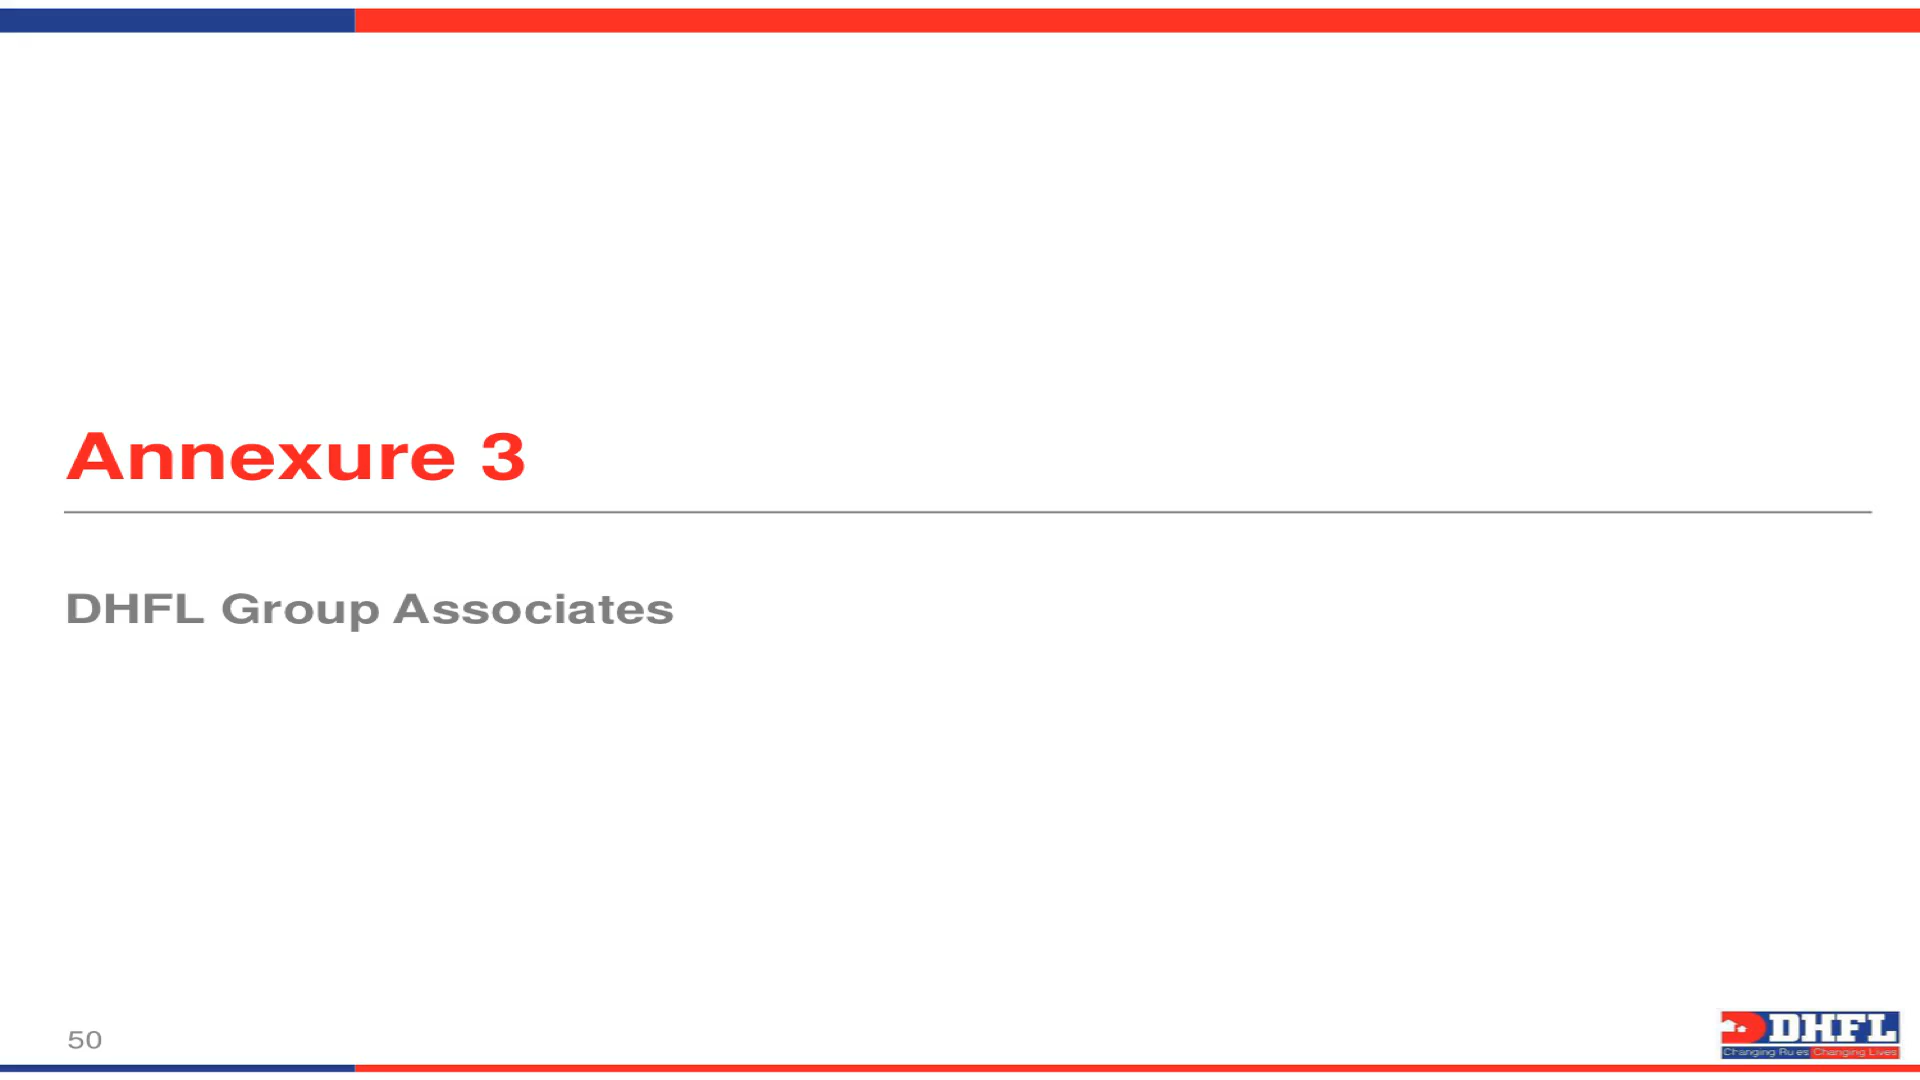 Annexure 3
DHFL Group Associates
50
DHFL
Changing Rules Changing Lives